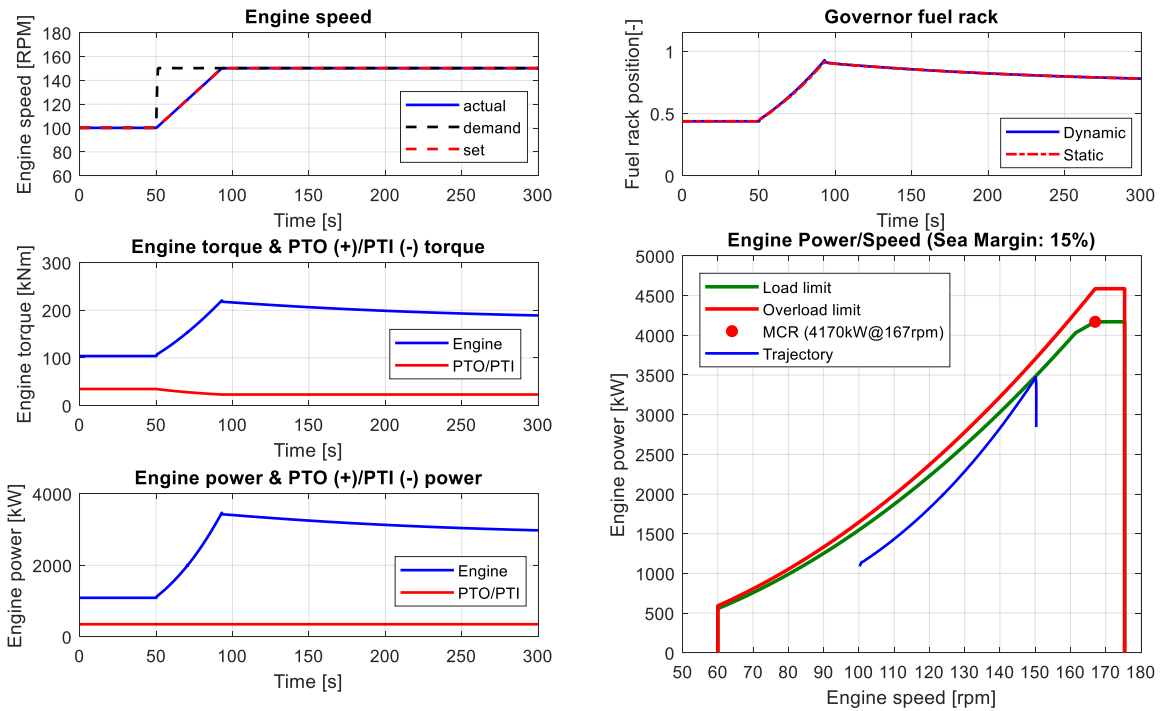 Engine speed
Engine speed [RPM]
180
160
140
120
100
80
60
actual
demand
set
0 50 100 150 200 250 300
Time [s]
Governor fuel rack
Fuel rack position[-]
1
0.5
0
Dynamic
Static
0 50 100 150 200 250 300
Time [s]
Engine torque & PTO (+)/PTI (-) torque
Engine torque [kNm]
300
200
100
0
Engine
PTO/PTI
0 50 100 150 200 250 300
Time [s]
Engine power & PTO (+)/PTI (-) power
Engine power [kW]
4000
2000
0
Engine
PTO/PTI
0 50 100 150 200 250 300
Time [s]
Engine Power/Speed (Sea Margin: 15%)
Engine power [kW]
5000
4500
4000
3500
3000
2500
2000
1500
1000
500
0
Load limit
Overload limit
MCR (4170kW@167rpm)
Trajectory
50 60 70 80 90 100 110 120 130 140 150 160 170 180
Engine speed [rpm]